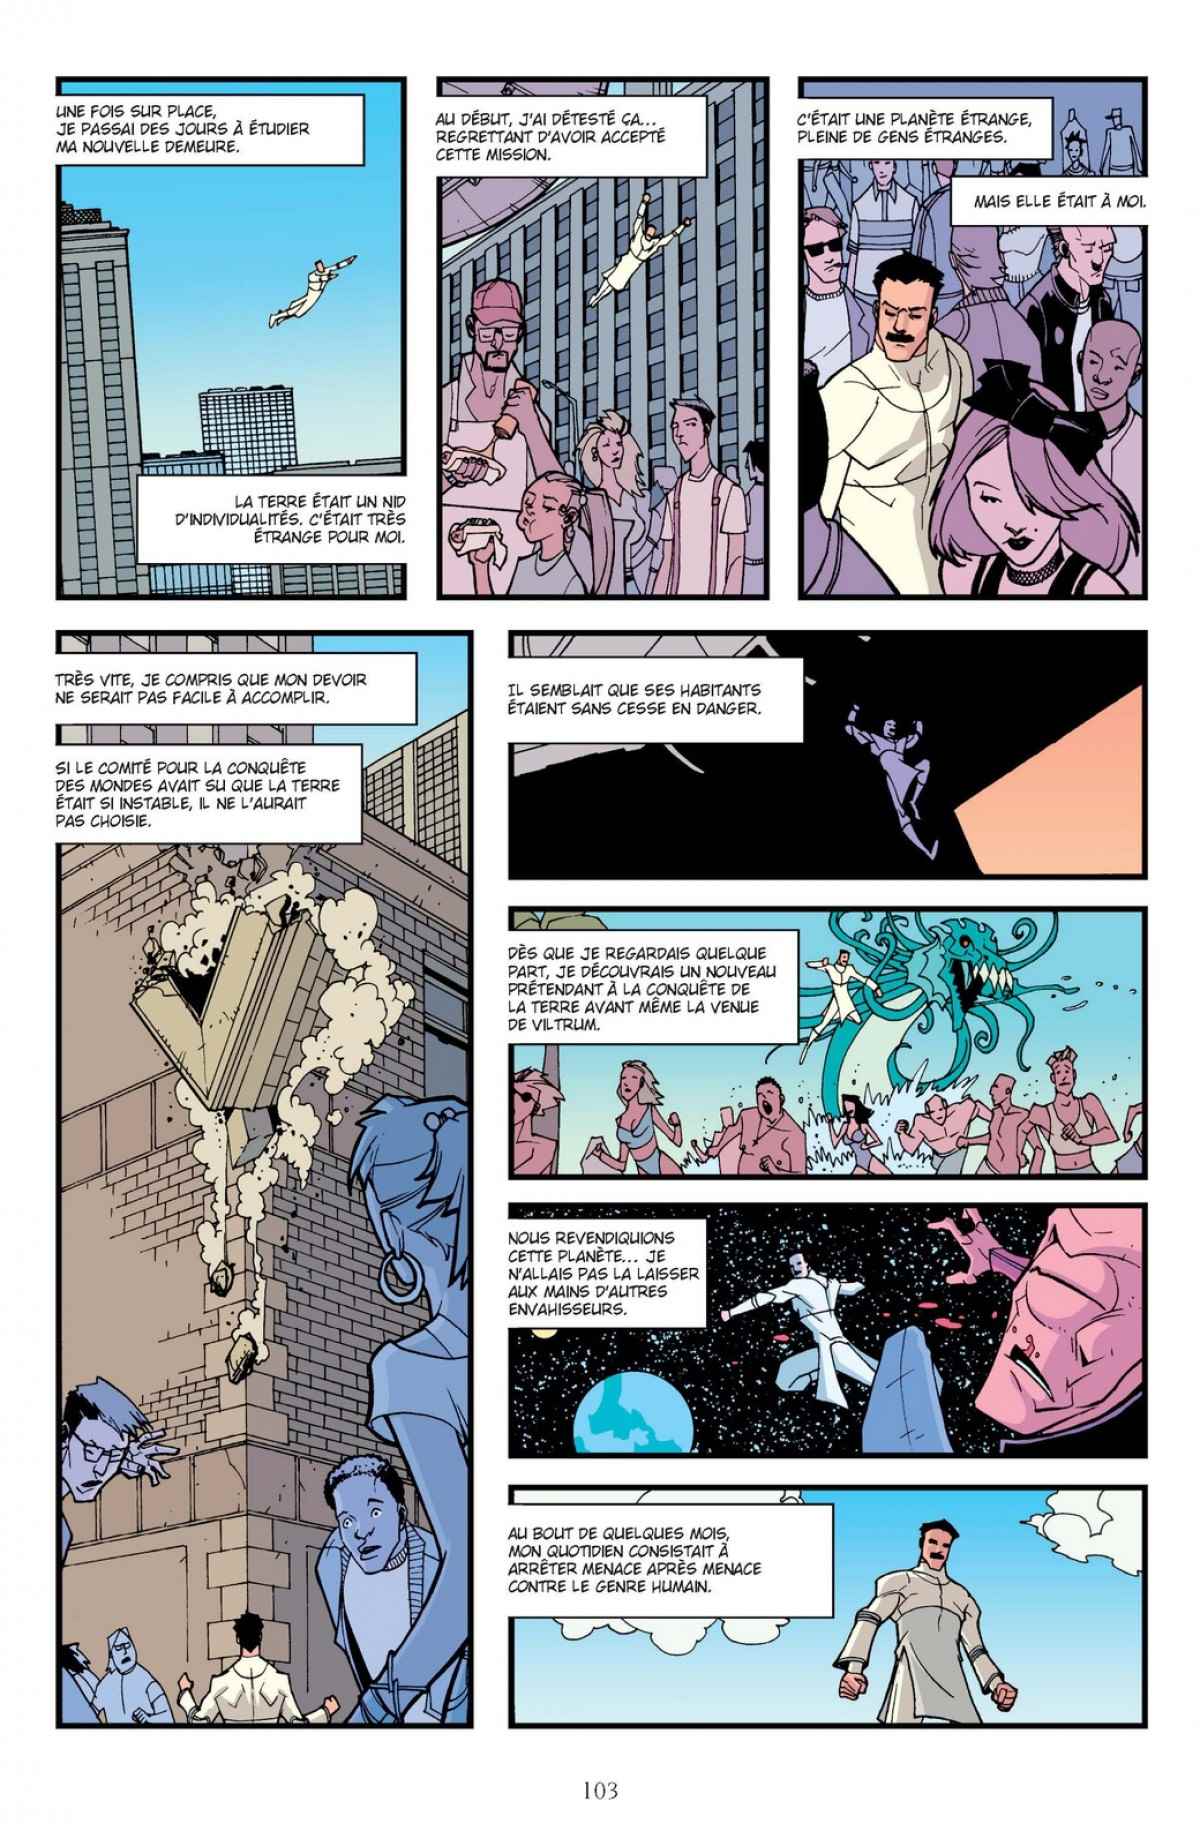 UNE FOIS SUR PLACE,
JE PASSAI DES JOURS À ÉTUDIER
MA NOUVELLE DEMEURE.
LA TERRE ÉTAIT UN NID
D'INDIVIDUALITÉS. C'ÉTAIT TRÈS
ÉTRANGE POUR MOI.
AU DÉBUT, J'AI DÉTESTÉ ÇA...
REGRETTANT D'AVOIR ACCEPTÉ
CETTE MISSION.
C'ÉTAIT UNE PLANÈTE ÉTRANGE,
PLEINE DE GENS ÉTRANGES.
MAIS ELLE ÉTAIT À MOI.
TRÈS VITE, JE COMPRIS QUE MON DEVOIR
NE SERAIT PAS FACILE À ACCOMPLIR.
SI LE COMITÉ POUR LA CONQUÊTE
DES MONDES AVAIT SU QUE LA TERRE
ÉTAIT SI INSTABLE, IL NE L'AURAIT
PAS CHOISIE.
IL SEMBLAIT QUE SES HABITANTS
ÉTAIENT SANS CESSE EN DANGER.
DÈS QUE JE REGARDAIS QUELQUE
PART, JE DÉCOUVRAIS UN NOUVEAU
PRÉTENDANT À LA CONQUÊTE DE
LA TERRE AVANT MÊME LA VENUE
DE VILTRUM.
NOUS REVENDIQUIONS
CETTE PLANÈTE... JE
N'ALLAIS PAS LA LAISSER
AUX MAINS D'AUTRES
ENVAHISSEURS.
AU BOUT DE QUELQUES MOIS,
MON QUOTIDIEN CONSISTAIT À
ARRÊTER MENACE APRÈS MENACE
CONTRE LE GENRE HUMAIN.
103